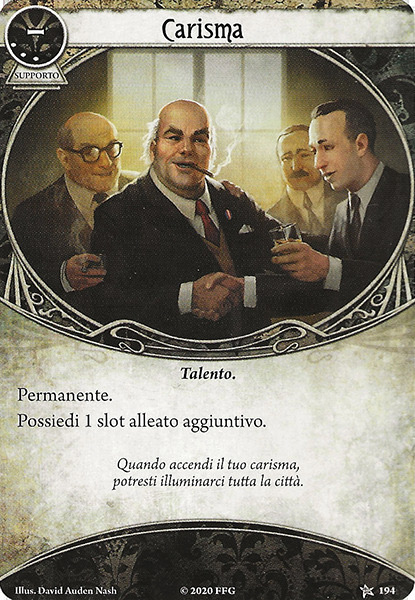 Carisma
SUPPORTO
Talento.
Permanente.
Possiedi 1 slot alleato aggiuntivo.
Quando accendi il tuo carisma,
potresti illuminarci tutta la città.
Illus. David Auden Nash
© 2020 FFG
194